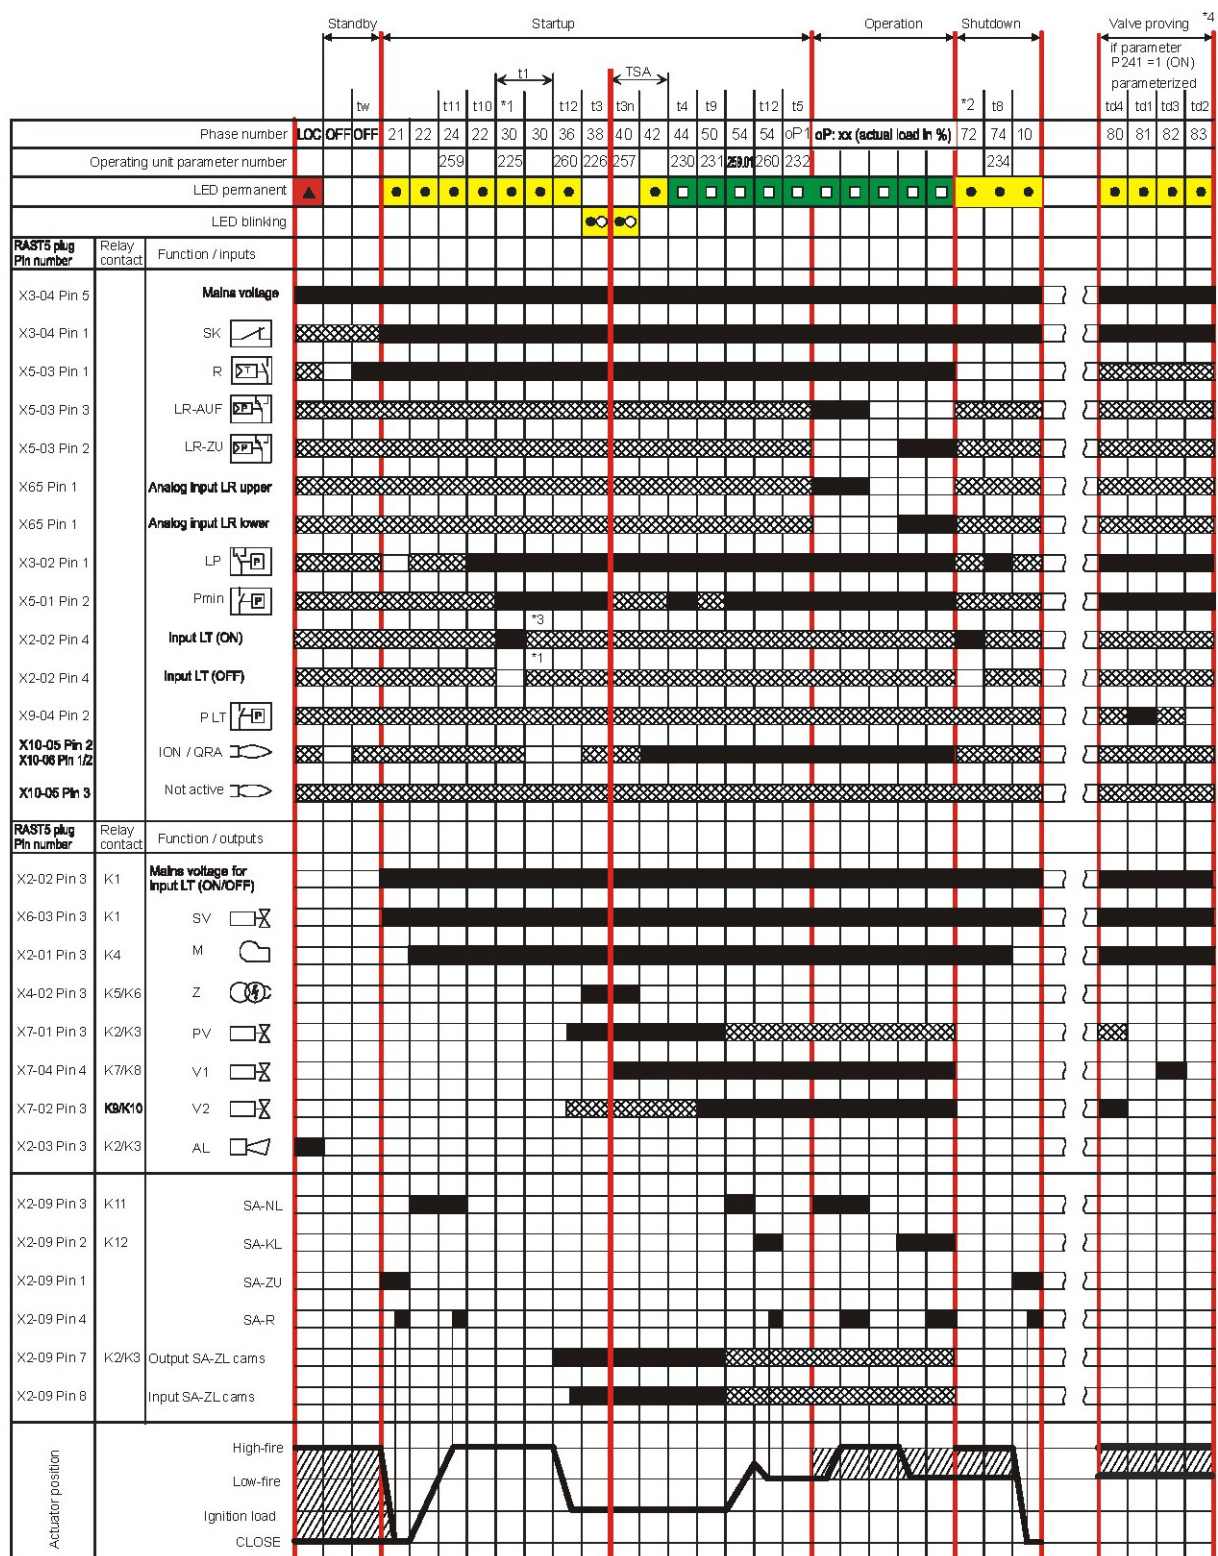 Standby Startup Operation Shutdown Valve proving *4
if parameter
P241 =1 (ON)
parameterized
t1 TSA
tw t11 t10 *1 t12 t3 t3n t4 t9 t12 t5 *2 t8 td4 td1 td3 td2
Phase number LOC OFF OFF 21 22 24 22 30 30 36 38 40 42 44 50 54 54 oP1 oP: xx (actual load in %) 72 74 10 80 81 82 83
Operating unit parameter number 259 225 260 226 257 230 231 259.01 260 232 234
LED permanent
LED blinking
RAST5 plug Pin number Relay contact Function / inputs
X3-04 Pin 5 Mains voltage
X3-04 Pin 1 SK
X5-03 Pin 1 R
X5-03 Pin 3 LR-AUF
X5-03 Pin 2 LR-ZU
X65 Pin 1 Analog input LR upper
X65 Pin 1 Analog input LR lower
X3-02 Pin 1 LP P
X5-01 Pin 2 Pmin P
*3
X2-02 Pin 4 Input LT (ON)
*1
X2-02 Pin 4 Input LT (OFF)
X9-04 Pin 2 P LT P
X10-05 Pin 2
X10-06 Pin 1/2 ION / QRA
X10-05 Pin 3 Not active
RAST5 plug Pin number Relay contact Function / outputs
X2-02 Pin 3 K1 Mains voltage for input LT (ON/OFF)
X6-03 Pin 3 K1 SV
X2-01 Pin 3 K4 M
X4-02 Pin 3 K5/K6 Z
X7-01 Pin 3 K2/K3 PV
X7-04 Pin 4 K7/K8 V1
X7-02 Pin 3 K9/K10 V2
X2-03 Pin 3 K2/K3 AL
X2-09 Pin 3 K11 SA-NL
X2-09 Pin 2 K12 SA-KL
X2-09 Pin 1 SA-ZU
X2-09 Pin 4 SA-R
X2-09 Pin 7 K2/K3 Output SA-ZL cams
X2-09 Pin 8 Input SA-ZL cams
Actuator position
High-fire
Low-fire
Ignition load
CLOSE